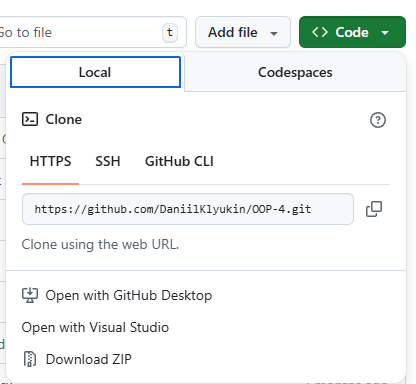 Go to file
t
Add file
Code
Local
Codespaces
Clone
HTTPS
SSH
GitHub CLI
https://github.com/DaniilKlyukin/OOP-4.git
Clone using the web URL.
Open with GitHub Desktop
Open with Visual Studio
Download ZIP